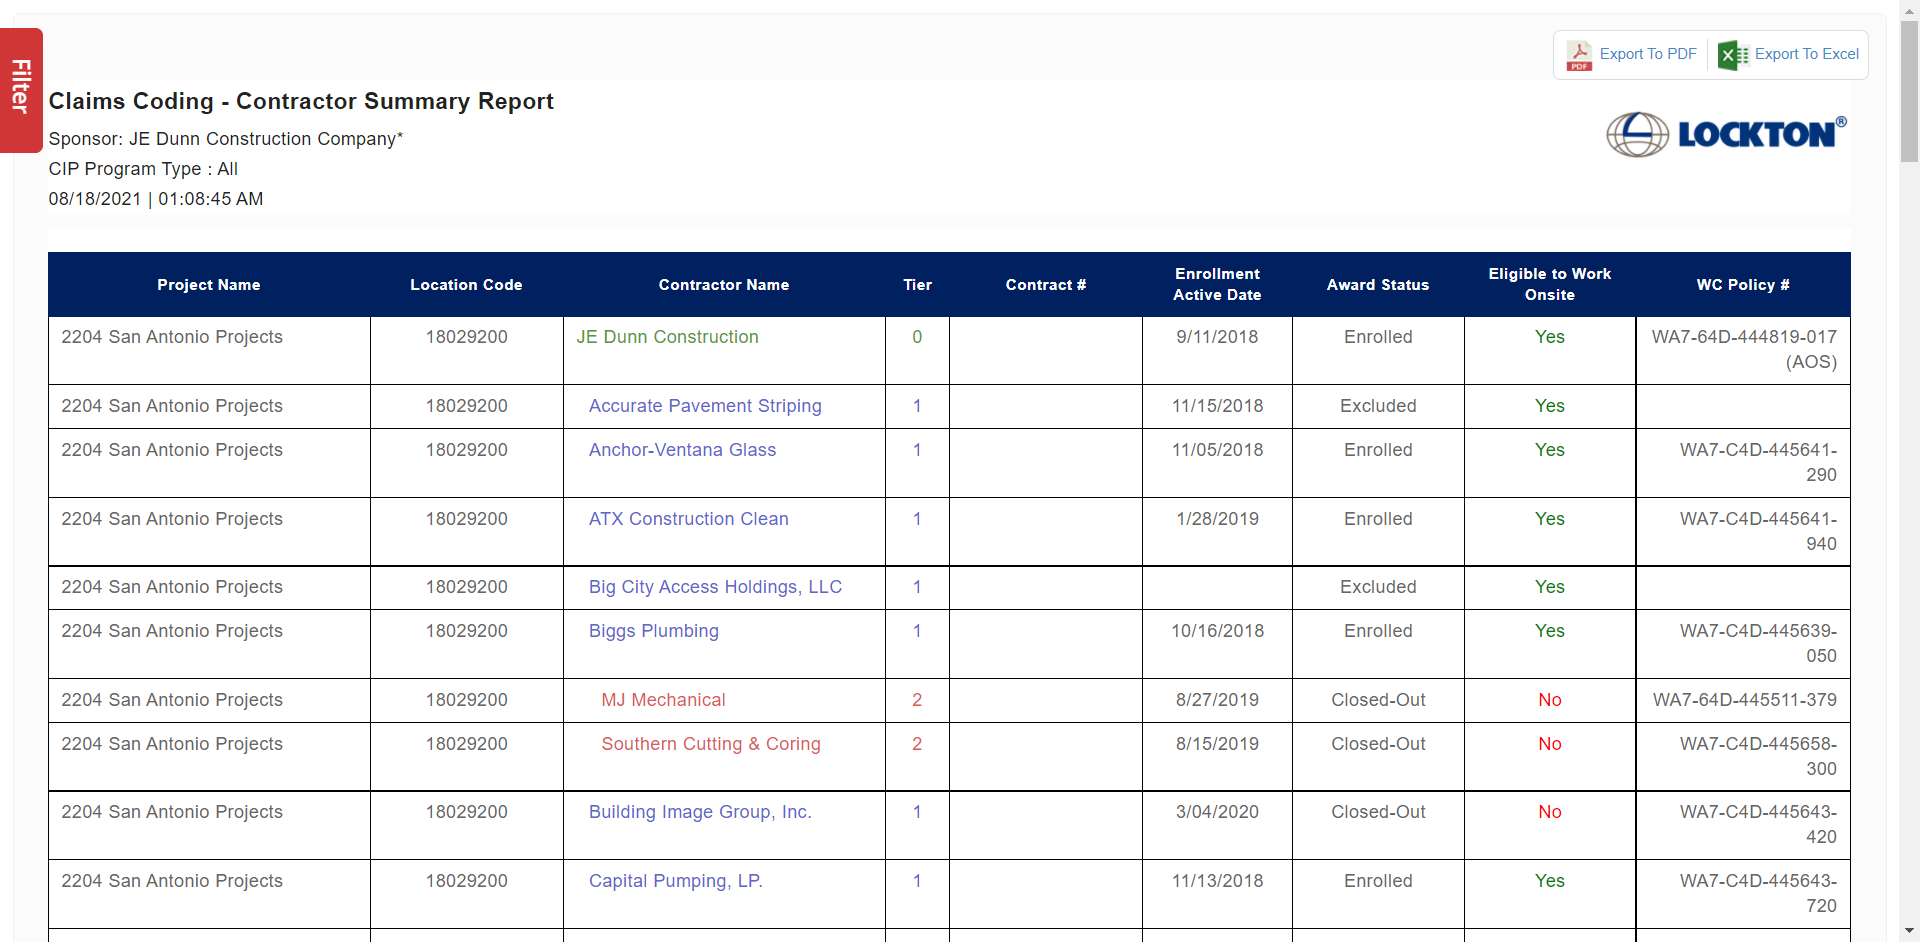 Filter
Export To PDF
Export To Excel
Claims Coding - Contractor Summary Report
Sponsor: JE Dunn Construction Company*
CIP Program Type : All
08/18/2021 | 01:08:45 AM
LOCKTON®
Project Name Location Code Contractor Name Tier Contract # Enrollment Active Date Award Status Eligible to Work Onsite WC Policy #
2204 San Antonio Projects 18029200 JE Dunn Construction 0 9/11/2018 Enrolled Yes WA7-64D-444819-017
(AOS)
2204 San Antonio Projects 18029200 Accurate Pavement Striping 1 11/15/2018 Excluded Yes
2204 San Antonio Projects 18029200 Anchor-Ventana Glass 1 11/05/2018 Enrolled Yes WA7-C4D-445641-
290
2204 San Antonio Projects 18029200 ATX Construction Clean 1 1/28/2019 Enrolled Yes WA7-C4D-445641-
940
2204 San Antonio Projects 18029200 Big City Access Holdings, LLC 1 Excluded Yes
2204 San Antonio Projects 18029200 Biggs Plumbing 1 10/16/2018 Enrolled Yes WA7-C4D-445639-
050
2204 San Antonio Projects 18029200 MJ Mechanical 2 8/27/2019 Closed-Out No WA7-64D-445511-379
2204 San Antonio Projects 18029200 Southern Cutting & Coring 2 8/15/2019 Closed-Out No WA7-C4D-445658-
300
2204 San Antonio Projects 18029200 Building Image Group, Inc. 1 3/04/2020 Closed-Out No WA7-C4D-445643-
420
2204 San Antonio Projects 18029200 Capital Pumping, LP. 1 11/13/2018 Enrolled Yes WA7-C4D-445643-
720